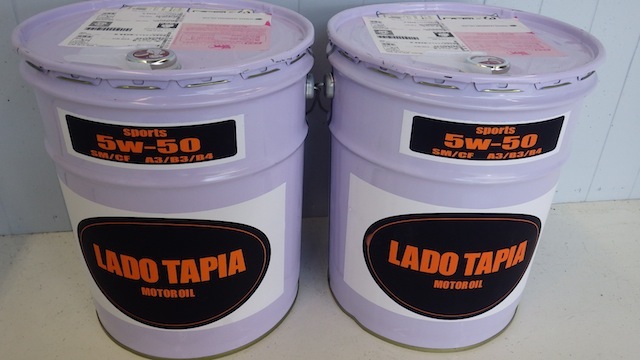 sports
5W-50
SM/CF A3/B3/B4
LADO TAPIA
MOTOR OIL
sports
5W-50
SM/CF A3/B3/B4
LADO TAPIA
MOTOR OIL